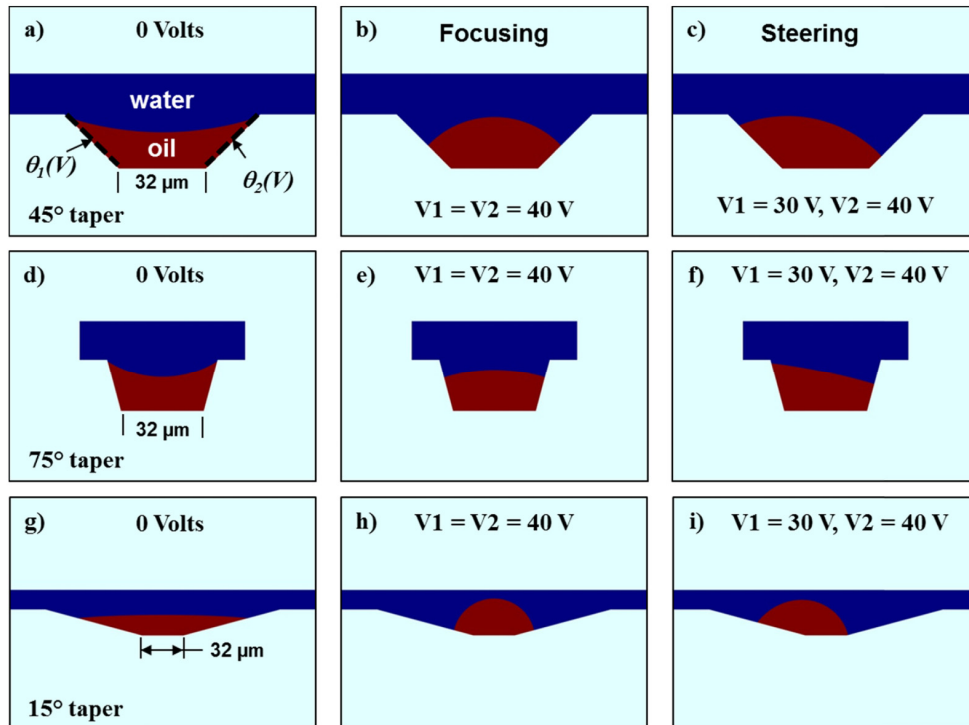 a)
0 Volts
water
oil
θ₁(V)
θ₂(V)
32 µm
45° taper
b)
Focusing
V1 = V2 = 40 V
c)
Steering
V1 = 30 V, V2 = 40 V
d)
0 Volts
32 µm
75° taper
e)
V1 = V2 = 40 V
f)
V1 = 30 V, V2 = 40 V
g)
0 Volts
32 µm
15° taper
h)
V1 = V2 = 40 V
i)
V1 = 30 V, V2 = 40 V